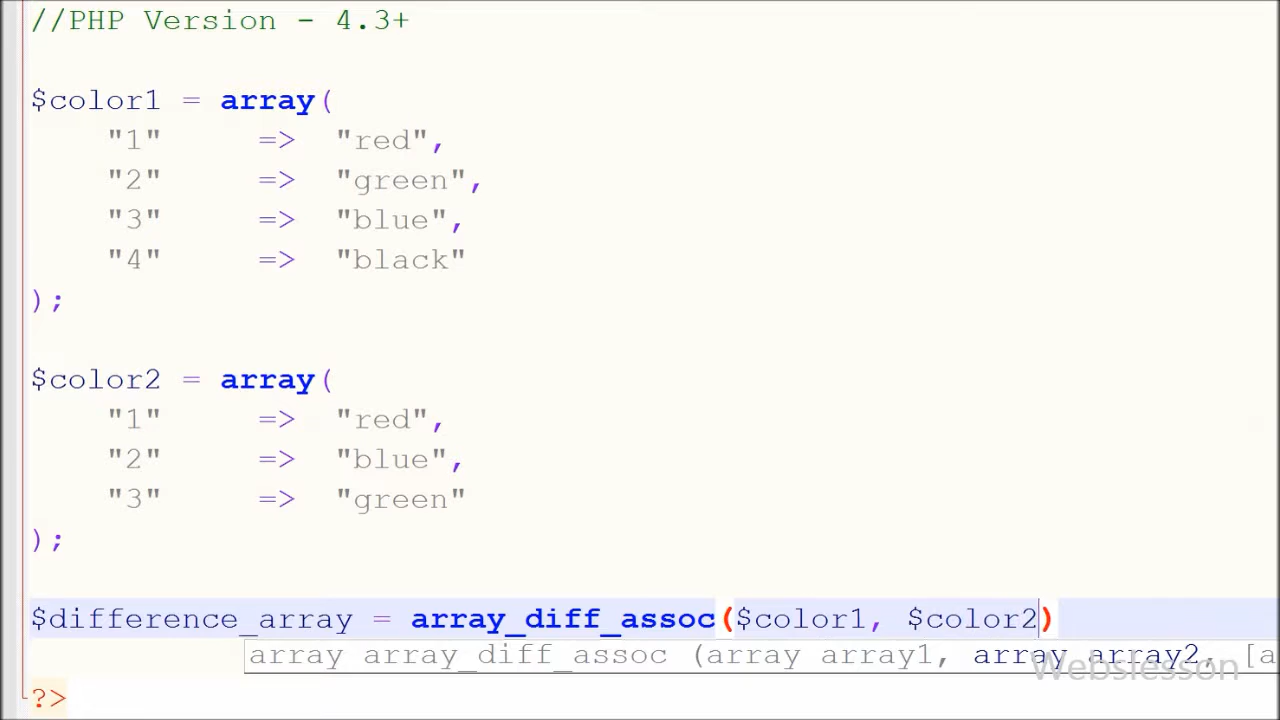 //PHP Version - 4.3+
$color1 = array(
"1" => "red",
"2" => "green",
"3" => "blue",
"4" => "black"
);
$color2 = array(
"1" => "red",
"2" => "blue",
"3" => "green"
);
$difference_array = array_diff_assoc($color1, $color2)
array array_diff_assoc (array array1, array array2, [a
Webslesson
?>